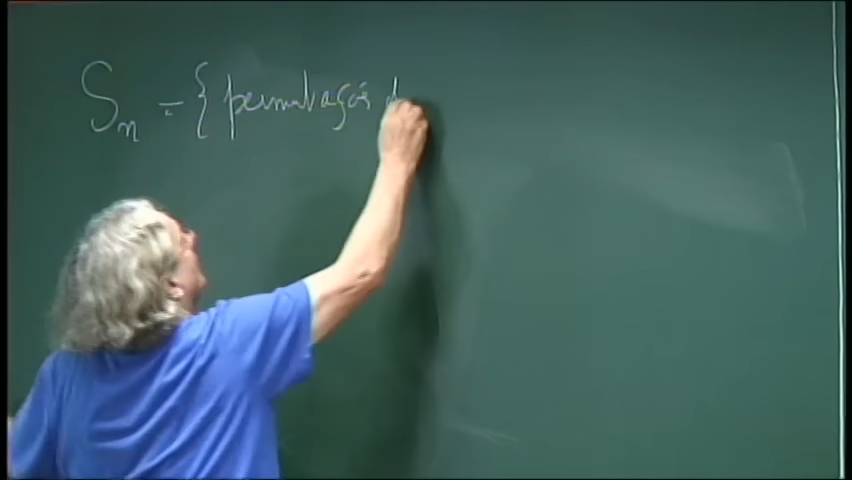 Sₙ = { permutações d